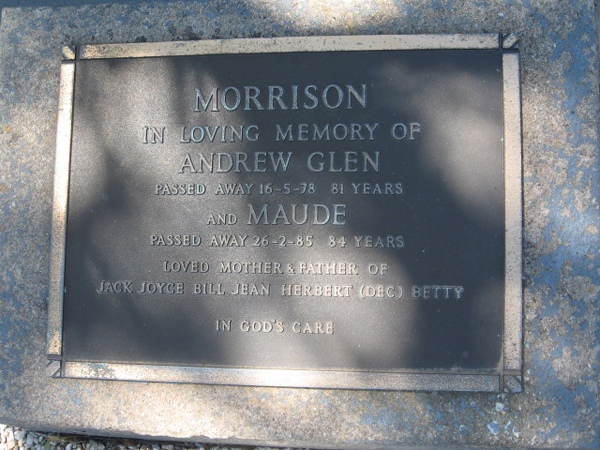 MORRISON
IN LOVING MEMORY OF
ANDREW GLEN
PASSED AWAY 16-5-78 81 YEARS
AND MAUDE
PASSED AWAY 26-2-85 84 YEARS
LOVED MOTHER & FATHER OF
JACK JOYCE BILL JEAN HERBERT (DEC) BETTY
IN GOD'S CARE